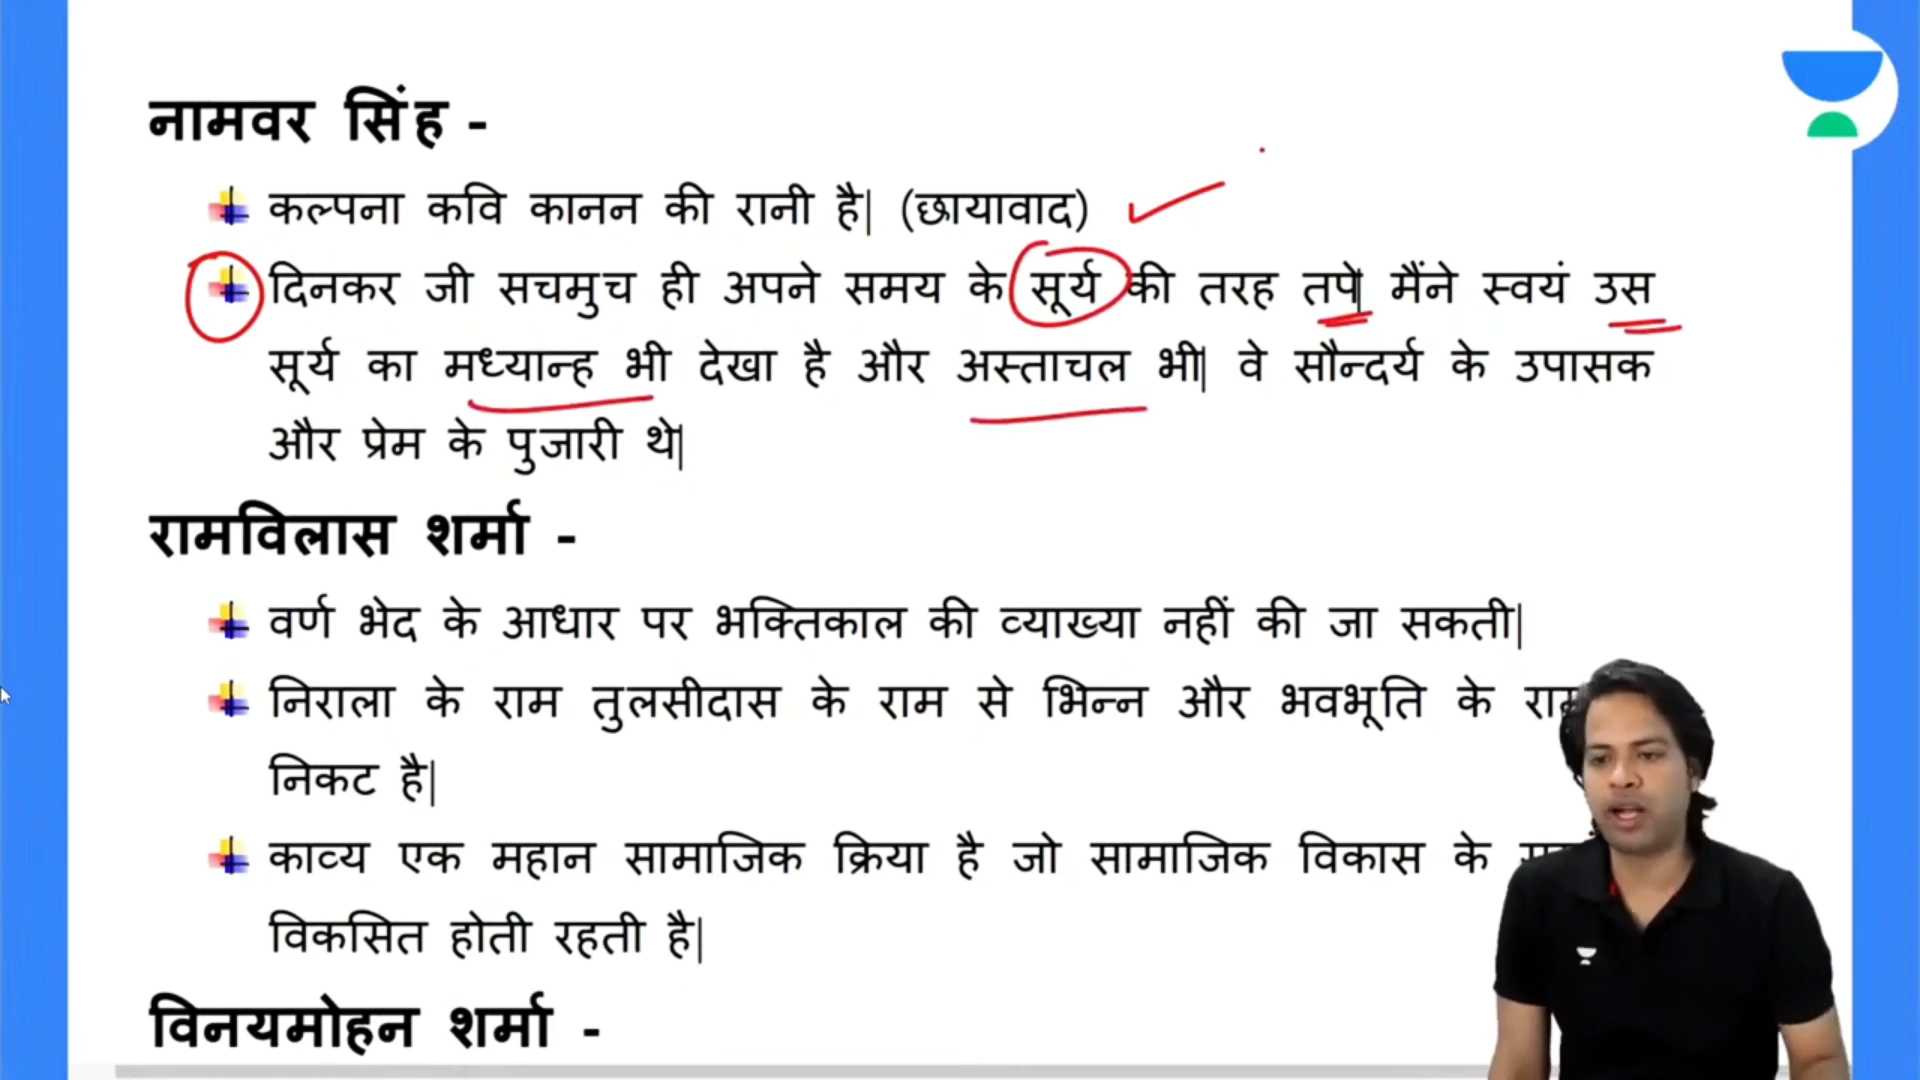 नामवर सिंह -
कल्पना कवि कानन की रानी है| (छायावाद)
दिनकर जी सचमुच ही अपने समय के सूर्य की तरह तपे| मैंने स्वयं उस
सूर्य का मध्यान्ह भी देखा है और अस्ताचल भी| वे सौन्दर्य के उपासक
और प्रेम के पुजारी थे|
रामविलास शर्मा -
वर्ण भेद के आधार पर भक्तिकाल की व्याख्या नहीं की जा सकती|
निराला के राम तुलसीदास के राम से भिन्न और भवभूति के
निकट है|
काव्य एक महान सामाजिक क्रिया है जो सामाजिक विकास के
विकसित होती रहती है|
विनयमोहन शर्मा -